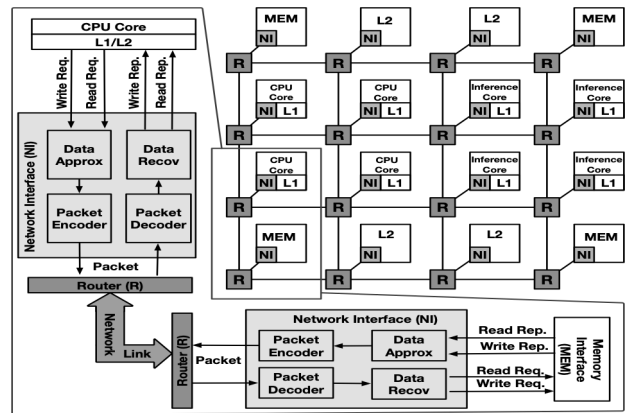 CPU Core
L1/L2
Write Req.
Read Req.
Write Rep.
Read Rep.
Network Interface (NI)
Data Approx
Data Recov
Packet Encoder
Packet Decoder
Packet
Router (R)
Network
Link
MEM
NI
L2
NI
L2
NI
MEM
NI
R
R
R
R
CPU Core
NI L1
CPU Core
NI L1
Inference Core
NI L1
Inference Core
NI L1
R
R
R
R
CPU Core
NI L1
CPU Core
NI L1
Inference Core
NI L1
Inference Core
NI L1
R
R
R
R
MEM
NI
L2
NI
L2
NI
MEM
NI
R
R
R
R
Router (R)
Packet
Network Interface (NI)
Packet Encoder
Data Approx
Packet Decoder
Data Recov
Read Rep.
Write Rep.
Read Req.
Write Req.
Memory Interface (MEM)